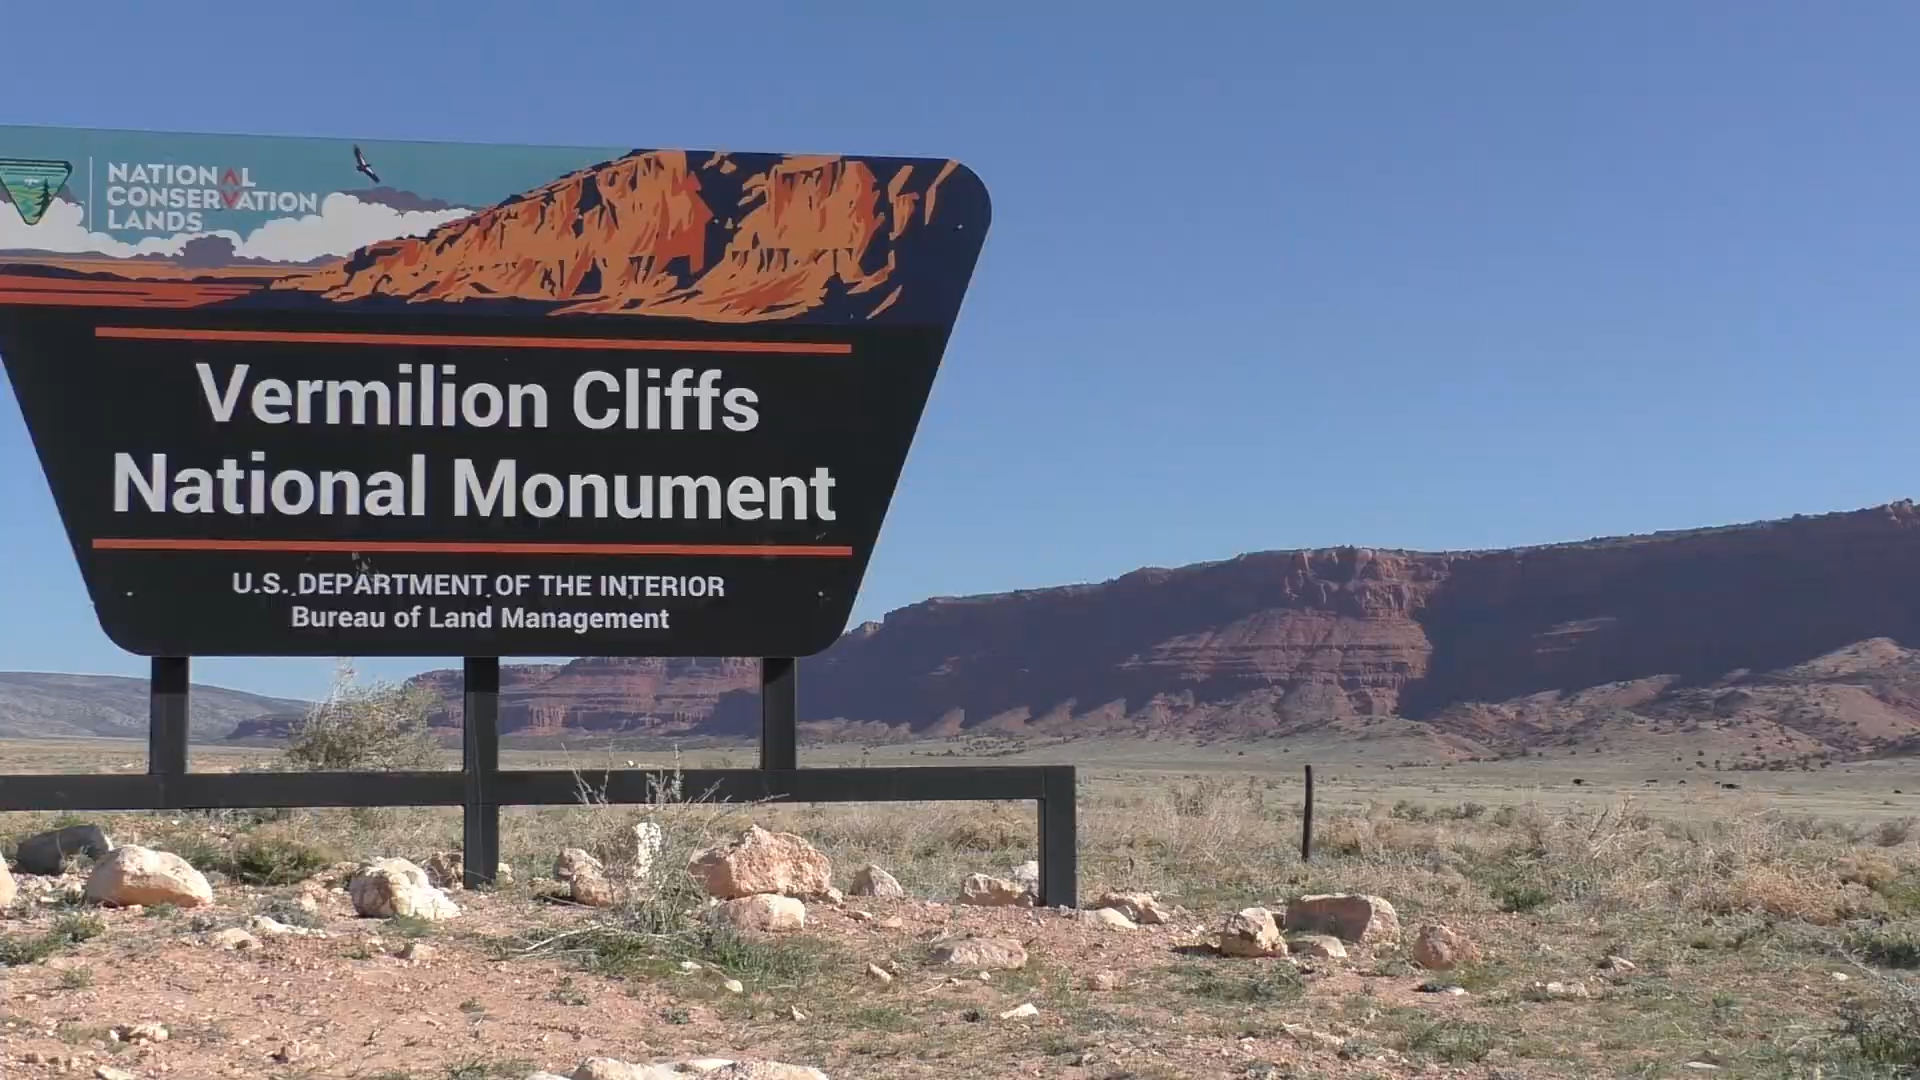 NATIONAL
CONSERVATION
LANDS
Vermilion Cliffs
National Monument
U.S. DEPARTMENT OF THE INTERIOR
Bureau of Land Management